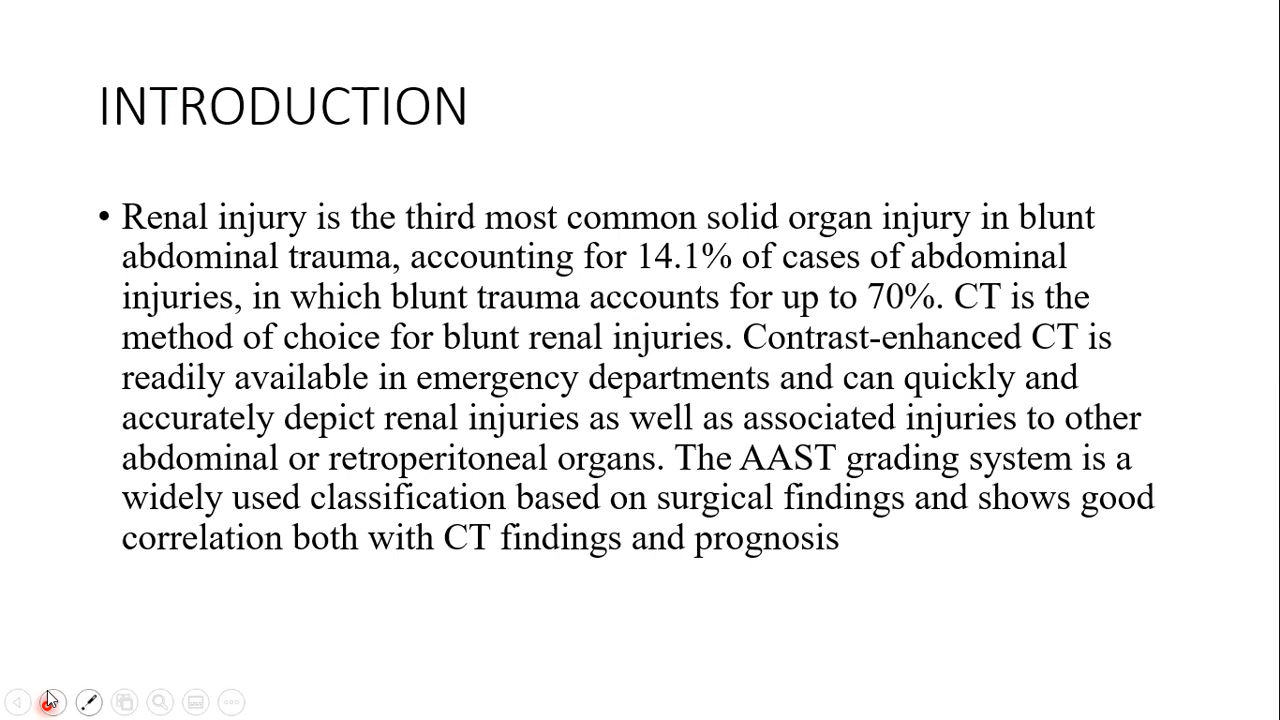 INTRODUCTION
• Renal injury is the third most common solid organ injury in blunt
abdominal trauma, accounting for 14.1% of cases of abdominal
injuries, in which blunt trauma accounts for up to 70%. CT is the
method of choice for blunt renal injuries. Contrast-enhanced CT is
readily available in emergency departments and can quickly and
accurately depict renal injuries as well as associated injuries to other
abdominal or retroperitoneal organs. The AAST grading system is a
widely used classification based on surgical findings and shows good
correlation both with CT findings and prognosis